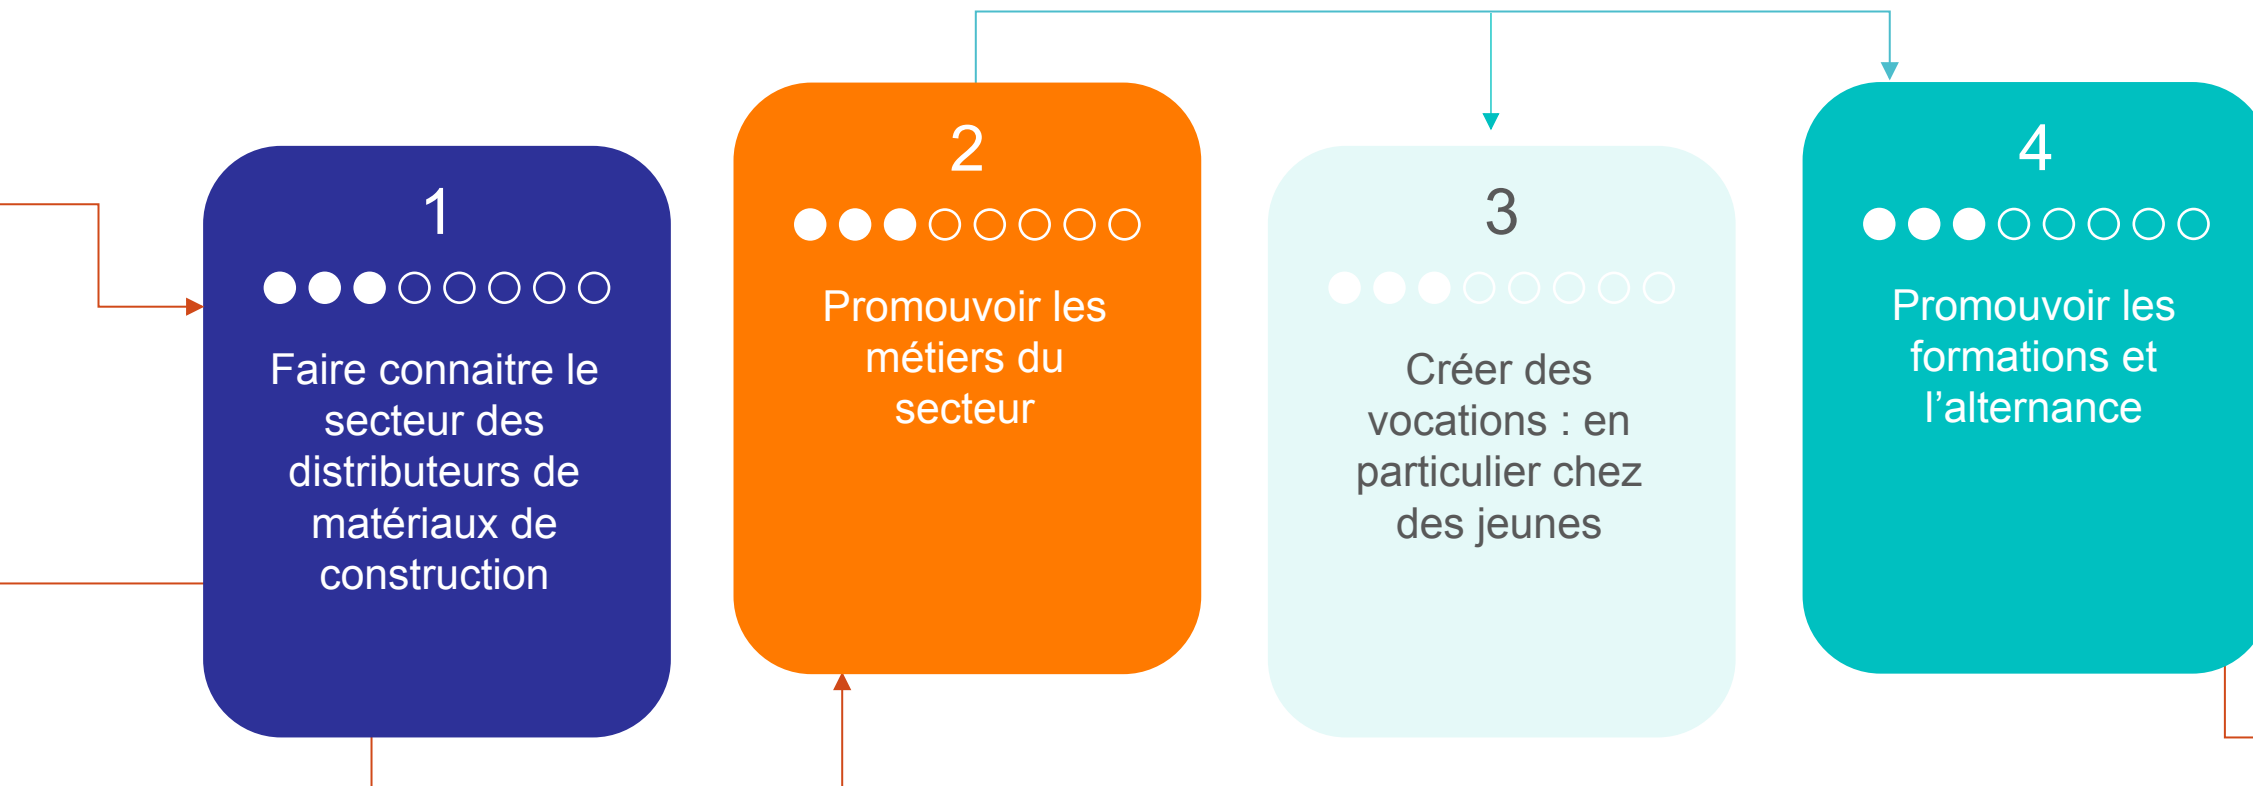 1
Faire connaitre le
secteur des
distributeurs de
matériaux de
construction
2
Promouvoir les
métiers du
secteur
3
Créer des
vocations : en
particulier chez
des jeunes
4
Promouvoir les
formations et
l’alternance